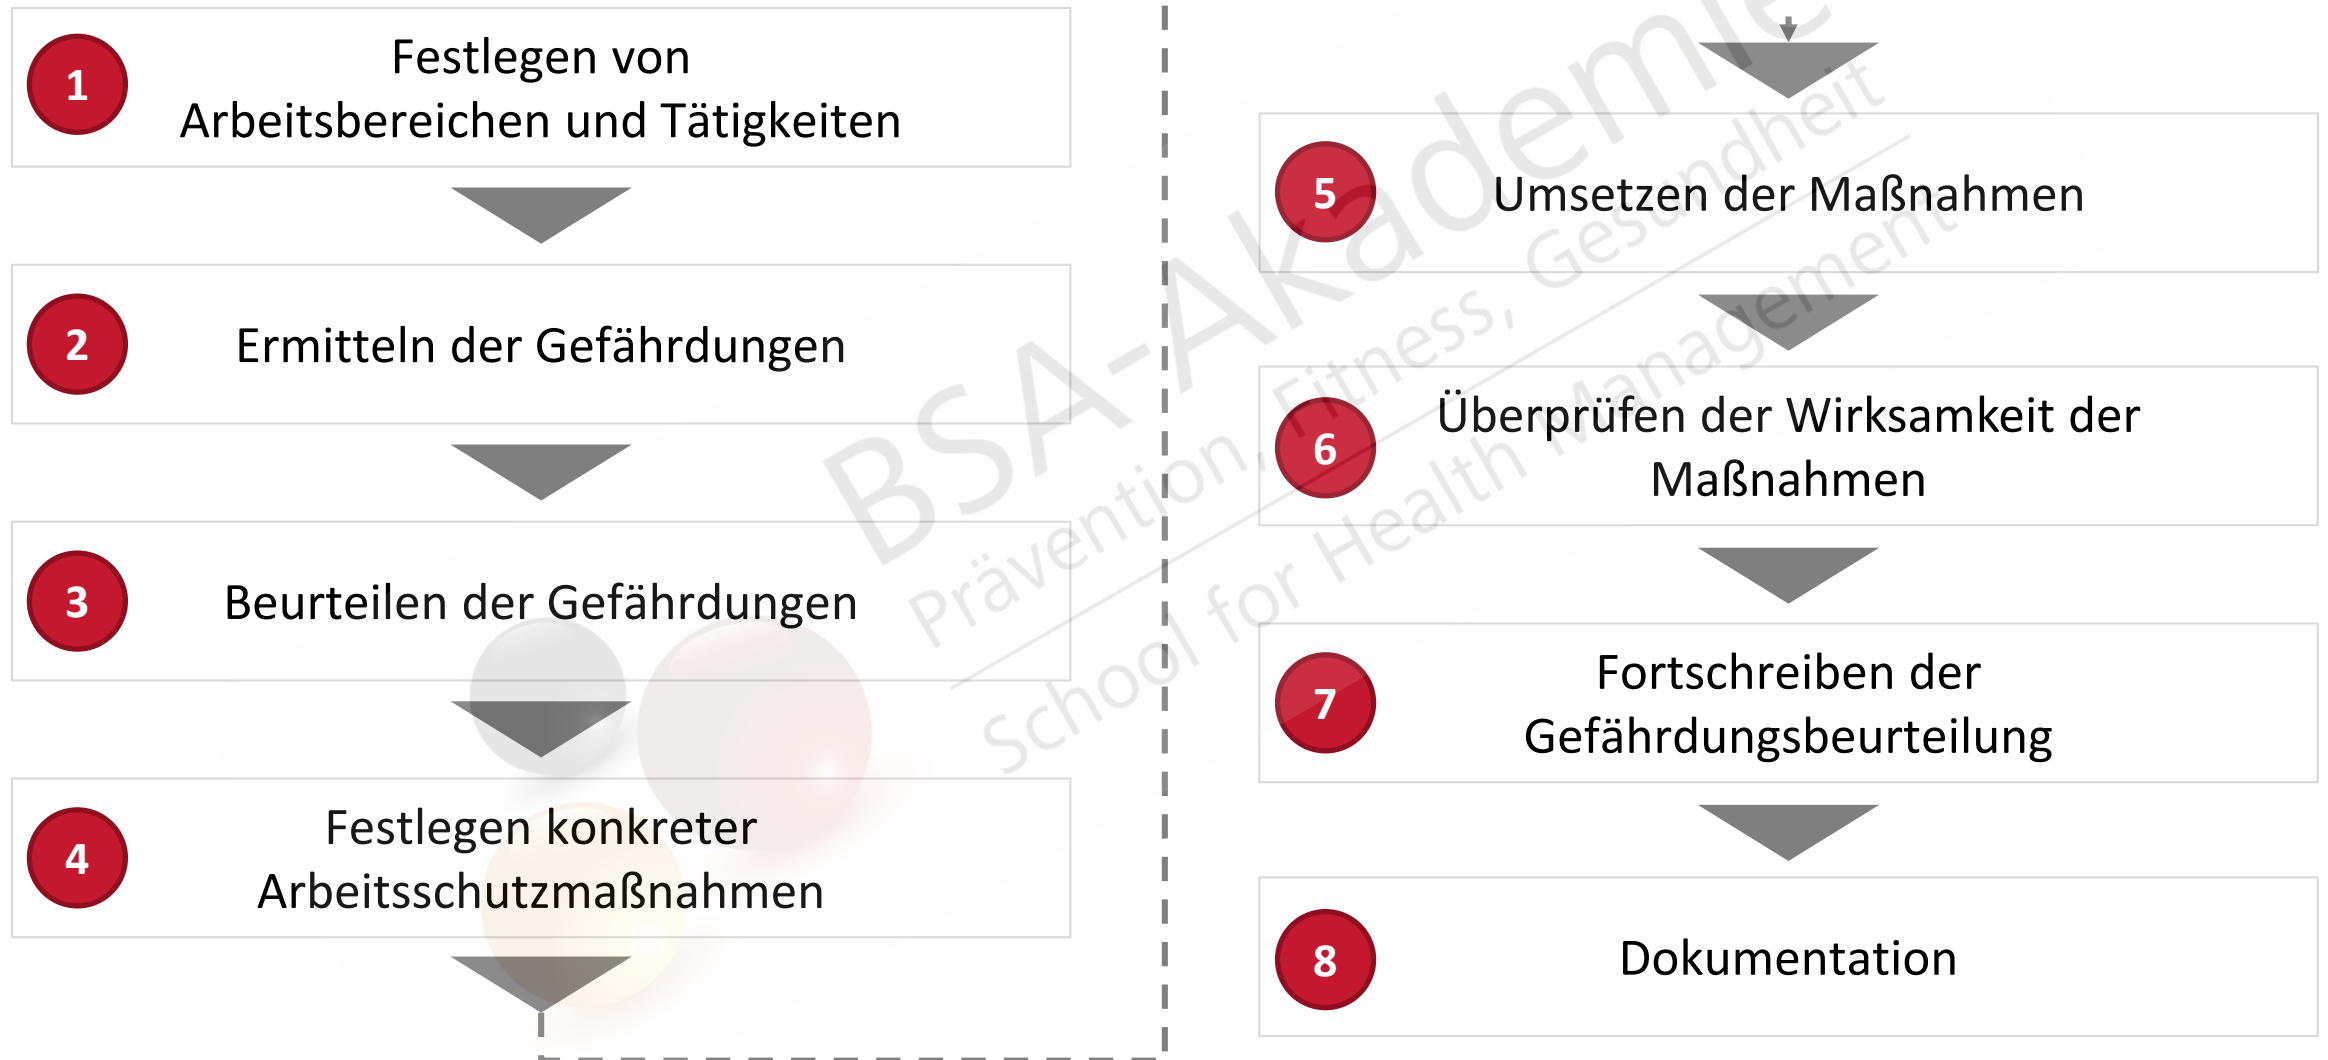 1
Festlegen von
Arbeitsbereichen und Tätigkeiten
2
Ermitteln der Gefährdungen
3
Beurteilen der Gefährdungen
4
Festlegen konkreter
Arbeitsschutzmaßnahmen
5
Umsetzen der Maßnahmen
6
Überprüfen der Wirksamkeit der
Maßnahmen
7
Fortschreiben der
Gefährdungsbeurteilung
8
Dokumentation
BSA-Akademie
Prävention, Fitness, Gesundheit
School for Health Management